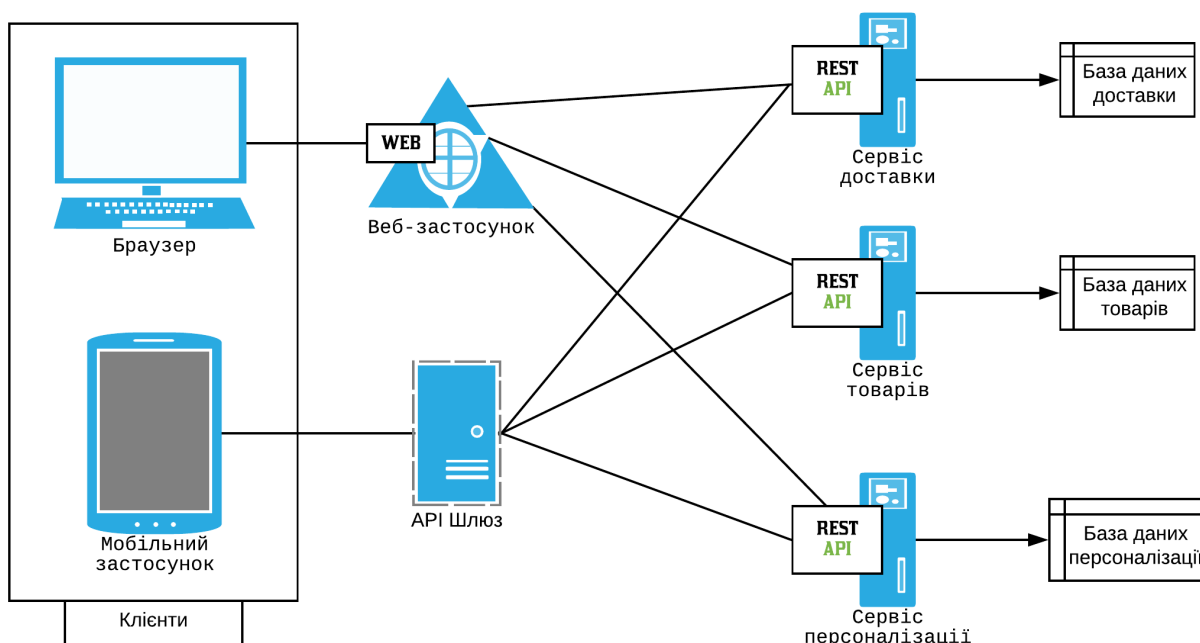 WEB
Веб-застосунок
Браузер
Мобільний
застосунок
Клієнти
АРІ Шлюз
REST
API
Сервіс
доставки
База даних
доставки
REST
API
Сервіс
товарів
База даних
товарів
REST
API
Сервіс
персоналізації
База даних
персоналізації